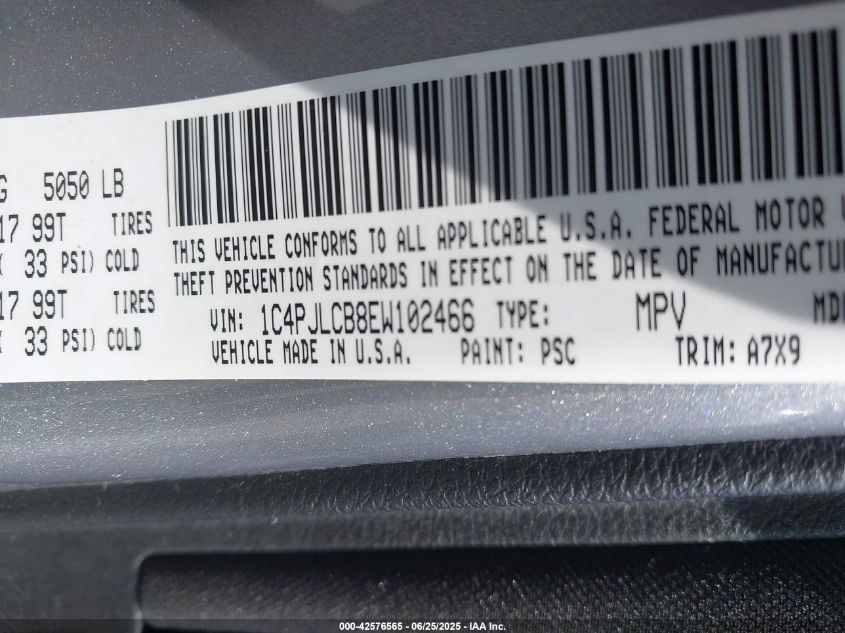 G 5050 LB
17 99T TIRES
( 33 PSI) COLD
17 99T TIRES
( 33 PSI) COLD
THIS VEHICLE CONFORMS TO ALL APPLICABLE U.S.A. FEDERAL MOTOR
THEFT PREVENTION STANDARDS IN EFFECT ON THE DATE OF MANUFACTU
VIN: 1C4PJLCB8EW102466 TYPE: MPV MD
VEHICLE MADE IN U.S.A. PAINT: PSC TRIM: A7X9
000-42576565 - 06/25/2025 - IAA Inc.